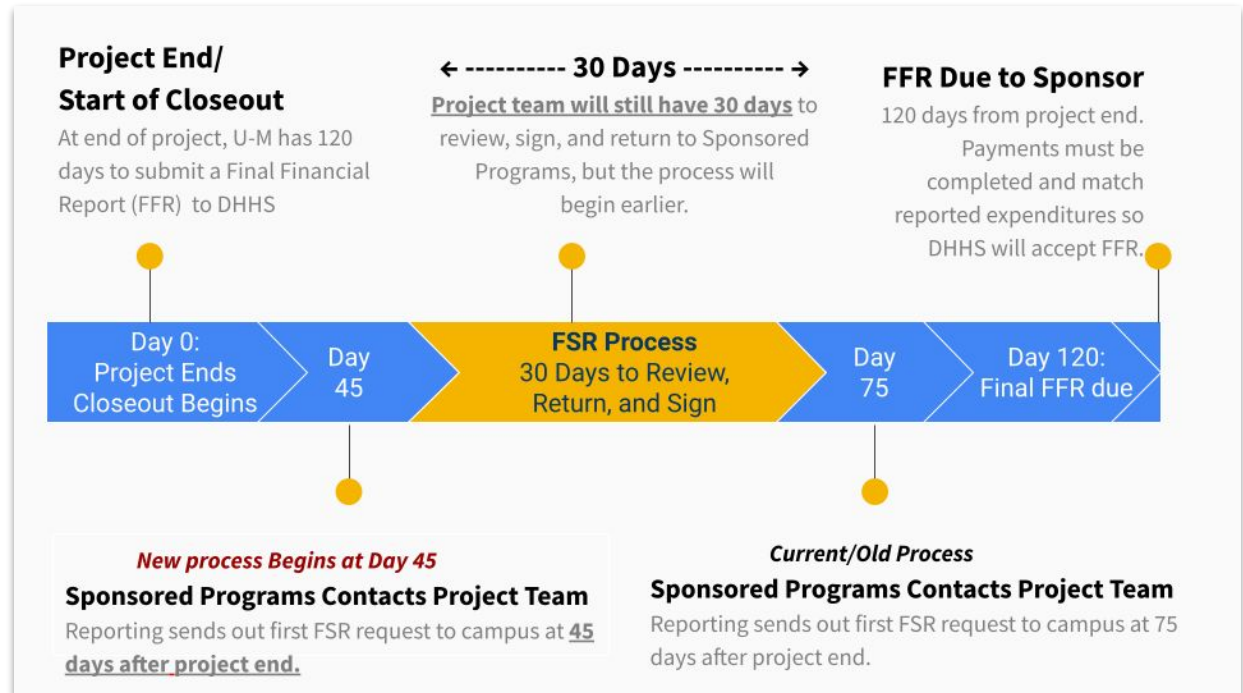 Project End/
Start of Closeout
At end of project, U-M has 120
days to submit a Final Financial
Report (FFR) to DHHS
← ---------- 30 Days ---------- →
Project team will still have 30 days to
review, sign, and return to Sponsored
Programs, but the process will
begin earlier.
FFR Due to Sponsor
120 days from project end.
Payments must be
completed and match
reported expenditures so
DHHS will accept FFR.
Day 0:
Project Ends
Closeout Begins
Day
45
FSR Process
30 Days to Review,
Return, and Sign
Day
75
Day 120:
Final FFR due
New process Begins at Day 45
Sponsored Programs Contacts Project Team
Reporting sends out first FSR request to campus at 45
days after project end.
Current/Old Process
Sponsored Programs Contacts Project Team
Reporting sends out first FSR request to campus at 75
days after project end.